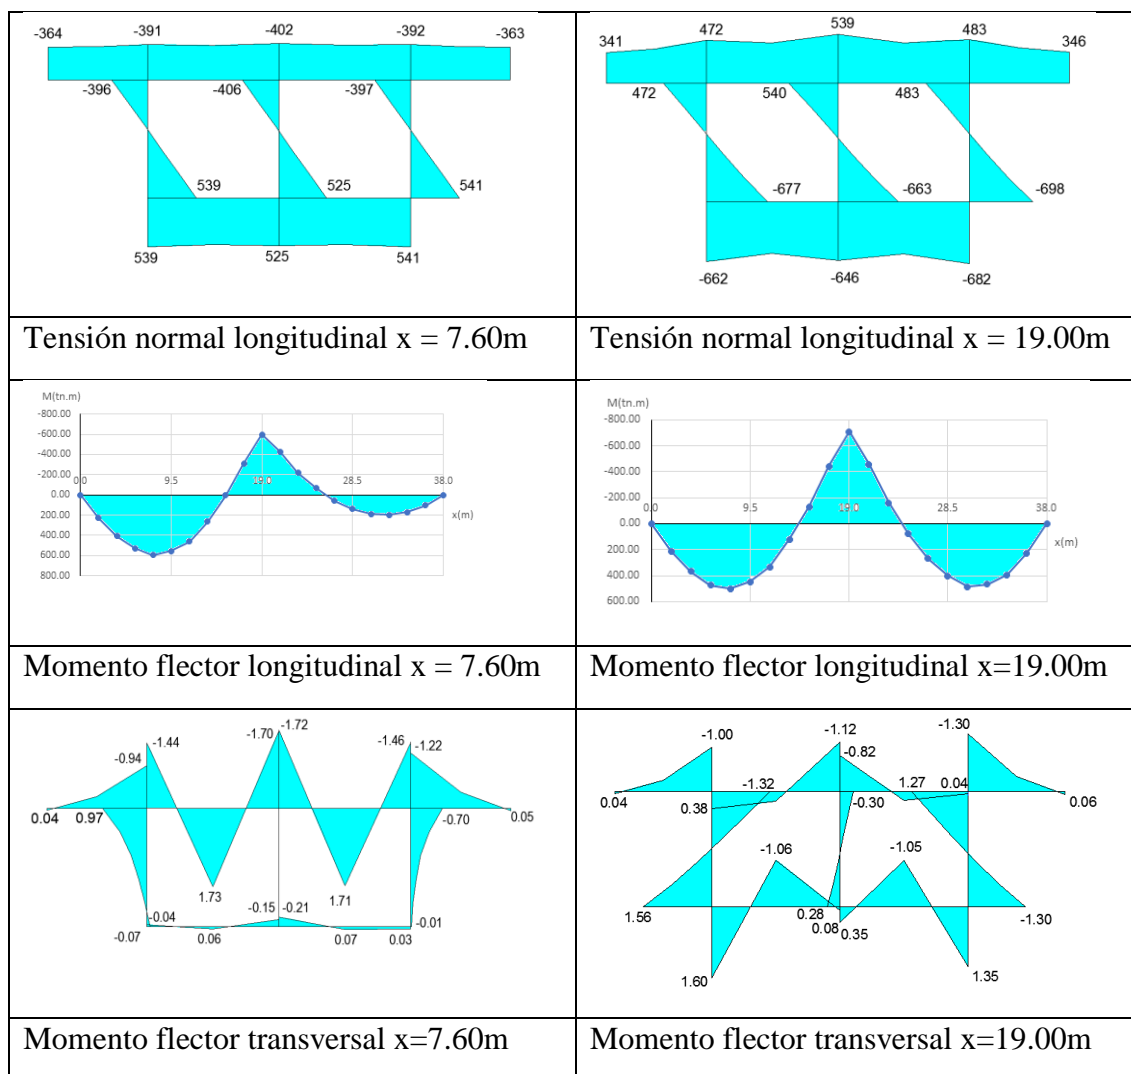 -364 -391 -402 -392 -363
-396 -406 -397
539 525 541
539 525 541
341 472 539 483 346
472 540 483
-677 -663 -698
-662 -646 -682
Tensión normal longitudinal x = 7.60m
Tensión normal longitudinal x = 19.00m
M(tn.m)
-800.00
-600.00
-400.00
-200.00
0.0 9.5 19.0 28.5 38.0
0.00
x(m)
200.00
400.00
600.00
800.00
M(tn.m)
-800.00
-600.00
-400.00
-200.00
0.0 9.5 19.0 28.5 38.0
0.00
x(m)
200.00
400.00
600.00
Momento flector longitudinal x = 7.60m
Momento flector longitudinal x=19.00m
-0.94 -1.44 -1.70 -1.72 -1.46 -1.22
0.04 0.97 -0.70 0.05
1.73 1.71
-0.07 -0.04 0.06 -0.15 -0.21 0.07 0.03 -0.01
-1.00 -1.12 -0.82 -1.30
-1.32 1.27 0.04
0.04 0.38 -0.30 0.06
-1.06 -1.05
1.56 0.28 0.08 0.35 -1.30
1.60 1.35
Momento flector transversal x=7.60m
Momento flector transversal x=19.00m